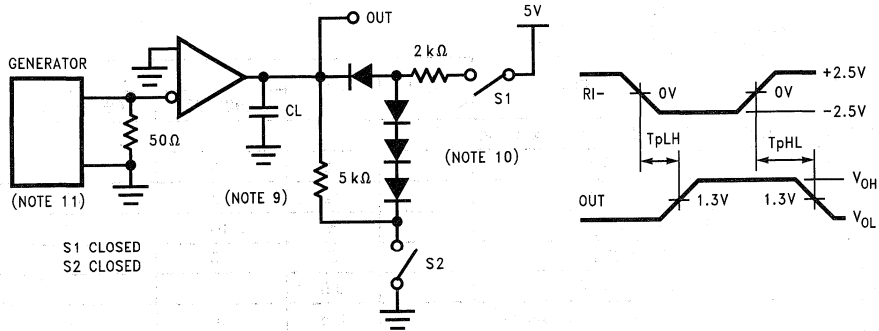 OUT
5V
GENERATOR
2 kΩ
S1
50Ω
CL
(NOTE 10)
5 kΩ
(NOTE 11)
(NOTE 9)
S1 CLOSED
S2 CLOSED
S2
RI-
0V
0V
+2.5V
-2.5V
TpLH
TpHL
OUT
1.3V
1.3V
VOH
VOL